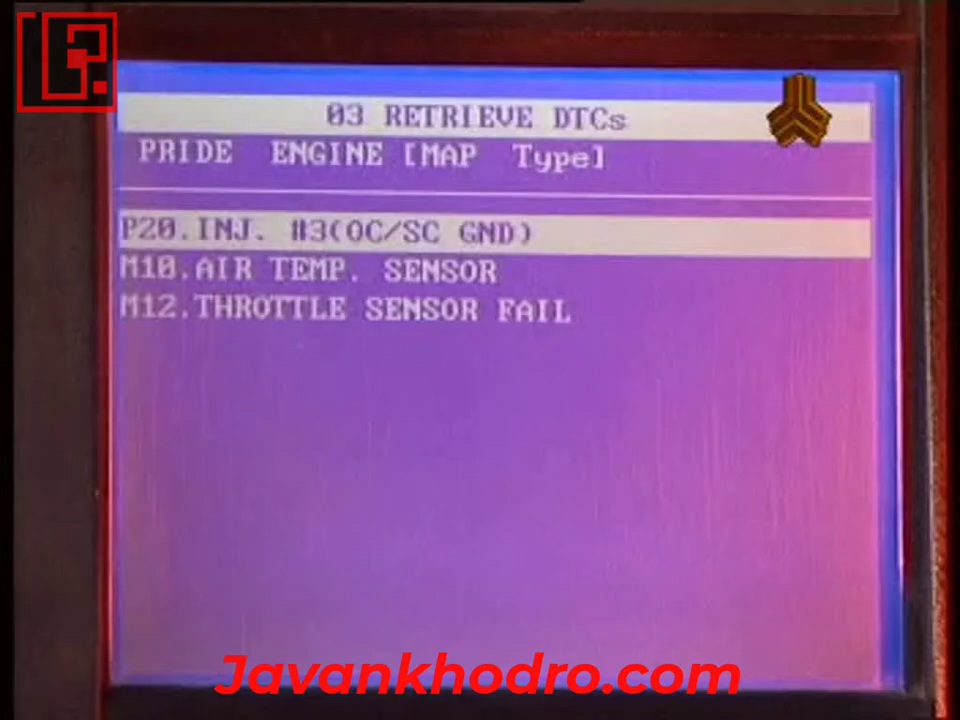 03 RETRIEVE DTCs
PRIDE ENGINE [MAP Type]
P20.INJ. #3(OC/SC GND)
M10.AIR TEMP. SENSOR
M12.THROTTLE SENSOR FAIL
Javankhodro.com